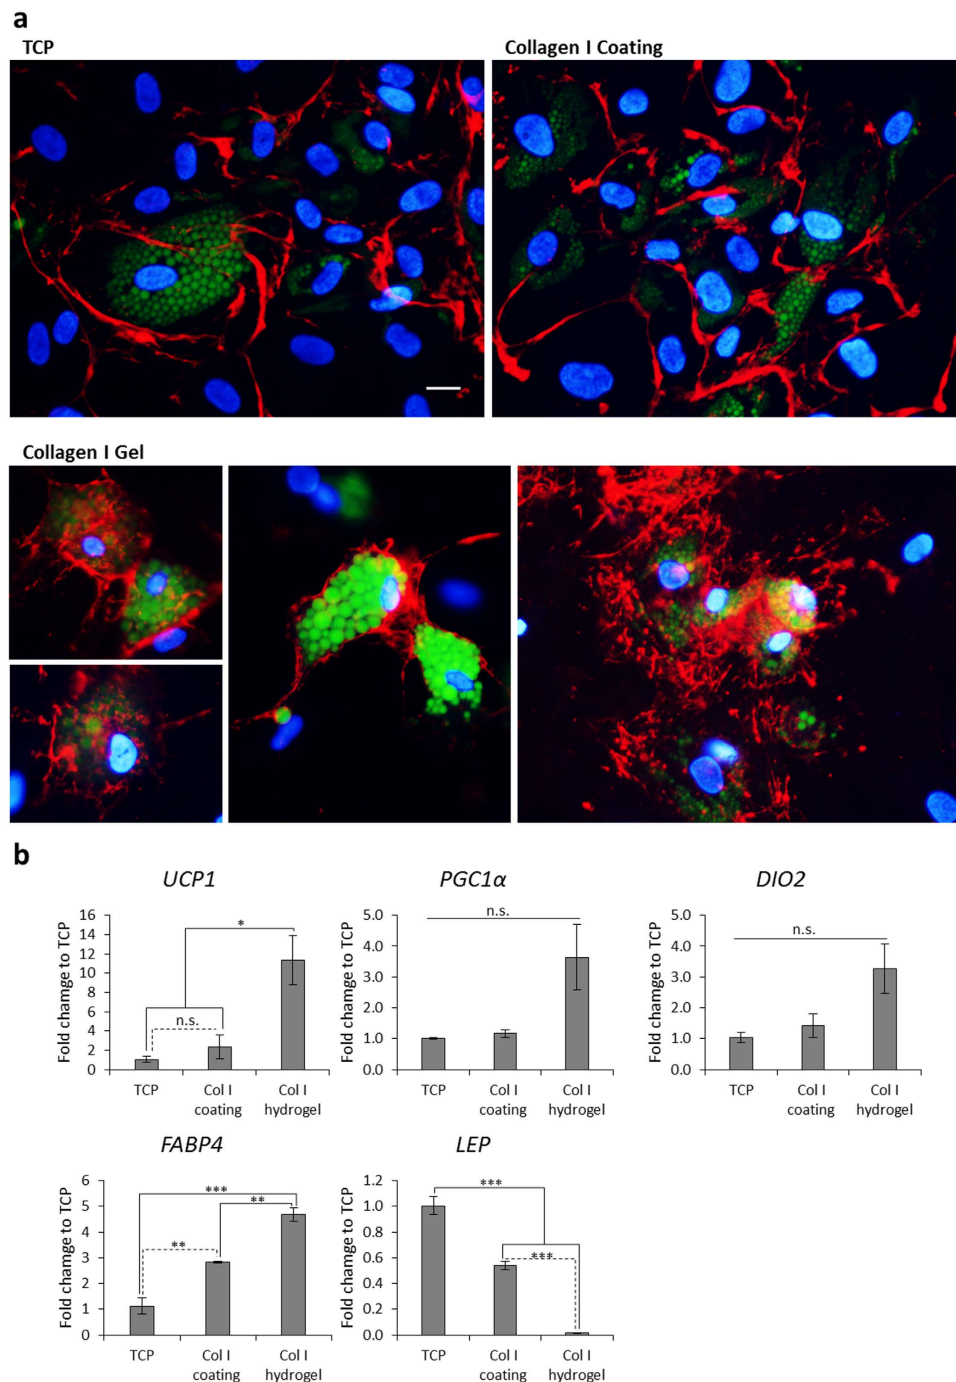 a
TCP
Collagen I Coating
Collagen I Gel
b
UCP1
PGC1α
DIO2
Fold chamge to TCP
16
14
12
10
8
6
4
2
0
*
n.s.
TCP
Col I
coating
Col I
hydrogel
Fold chamge to TCP
5.0
4.0
3.0
2.0
1.0
0.0
n.s.
TCP
Col I
coating
Col I
hydrogel
Fold chamge to TCP
5.0
4.0
3.0
2.0
1.0
0.0
n.s.
TCP
Col I
coating
Col I
hydrogel
FABP4
LEP
Fold chamge to TCP
6
5
4
3
2
1
0
***
**
**
TCP
Col I
coating
Col I
hydrogel
Fold chamge to TCP
1.2
1.0
0.8
0.6
0.4
0.2
0.0
***
***
TCP
Col I
coating
Col I
hydrogel